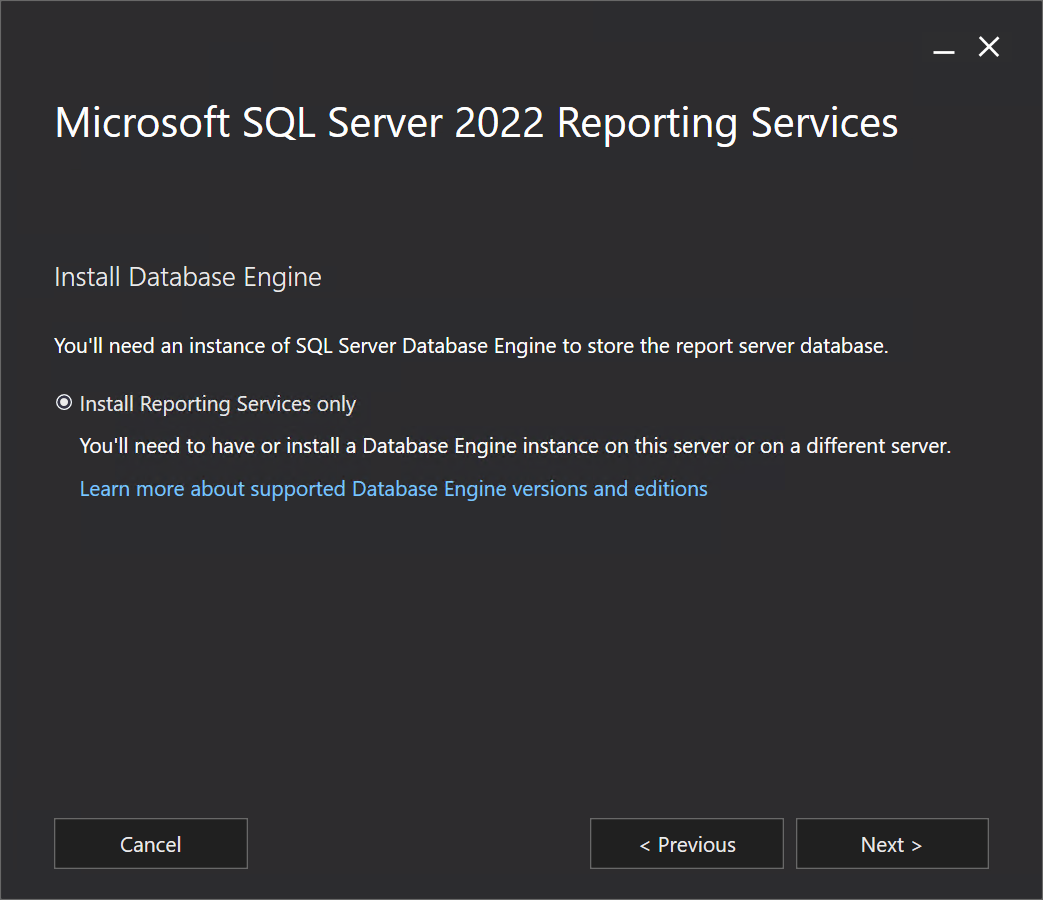 Microsoft SQL Server 2022 Reporting Services
Install Database Engine
You'll need an instance of SQL Server Database Engine to store the report server database.
Install Reporting Services only
You'll need to have or install a Database Engine instance on this server or on a different server.
Learn more about supported Database Engine versions and editions
Cancel
< Previous
Next >